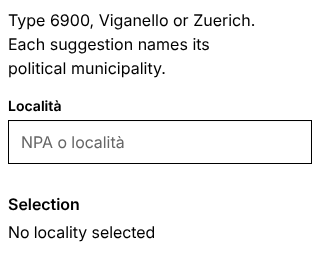 Type 6900, Viganello or Zuerich.
Each suggestion names its
political municipality.
Località
NPA o località
Selection
No locality selected